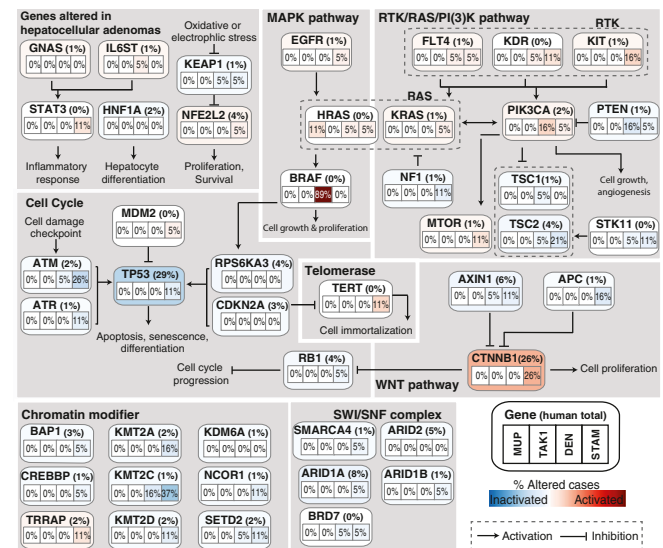 Genes altered in
hepatocellular adenomas
GNAS (1%)
0% 0% 0% 0%
IL6ST (1%)
0% 0% 5% 0%
STAT3 (0%)
0% 0% 0% 11%
HNF1A (2%)
0% 0% 0% 0%
Inflammatory
response
Hepatocyte
differentiation
Oxidative or
electrophlic stress
KEAP1 (1%)
0% 0% 5% 5%
NFE2L2 (4%)
0% 0% 0% 5%
Proliferation,
Survival
MAPK pathway
EGFR (1%)
0% 0% 0% 5%
HRAS (0%)
11% 0% 5% 5%
BRAF (0%)
0% 0% 89% 0%
Cell growth & proliferation
RTK/RAS/PI(3)K pathway
RTK
FLT4 (1%)
0% 0% 5% 5%
KDR (0%)
0% 0% 5% 11%
KIT (1%)
0% 0% 0% 16%
RAS
KRAS (1%)
0% 0% 0% 5%
PIK3CA (2%)
0% 0% 16% 5%
PTEN (1%)
0% 0% 16% 5%
NF1 (1%)
0% 0% 0% 11%
TSC1(1%)
0% 0% 5% 0%
Cell growth,
angiogenesis
MTOR (1%)
0% 0% 0% 11%
TSC2 (4%)
0% 0% 5% 21%
STK11 (0%)
0% 0% 5% 11%
Cell Cycle
Cell damage
checkpoint
MDM2 (0%)
0% 0% 0% 5%
ATM (2%)
0% 0% 5% 26%
TP53 (29%)
0% 0% 0% 11%
RPS6KA3 (4%)
0% 0% 0% 0%
ATR (1%)
0% 0% 0% 11%
CDKN2A (3%)
0% 0% 0% 0%
Apoptosis, senescence,
differentiation
Telomerase
TERT (0%)
0% 0% 0% 11%
Cell immortalization
Cell cycle
progression
RB1 (4%)
0% 0% 0% 5%
AXIN1 (6%)
0% 0% 5% 11%
APC (1%)
0% 0% 0% 16%
CTNNB1(26%)
0% 0% 0% 26%
Cell proliferation
WNT pathway
Chromatin modifier
BAP1 (3%)
0% 0% 0% 5%
KMT2A (2%)
0% 0% 0% 16%
KDM6A (1%)
0% 0% 0% 0%
CREBBP (1%)
0% 0% 0% 5%
KMT2C (1%)
0% 0% 16% 37%
NCOR1 (1%)
0% 0% 0% 11%
TRRAP (2%)
0% 0% 0% 11%
KMT2D (2%)
0% 0% 0% 11%
SETD2 (2%)
0% 0% 5% 11%
SWI/SNF complex
SMARCA4 (1%)
0% 0% 0% 5%
ARID2 (5%)
0% 0% 0% 0%
ARID1A (8%)
0% 0% 0% 5%
ARID1B (1%)
0% 0% 0% 5%
BRD7 (0%)
0% 0% 5% 5%
Gene (human total)
MUP TAK1 DEN STAM
% Altered cases
Inactivated Activated
Activation Inhibition